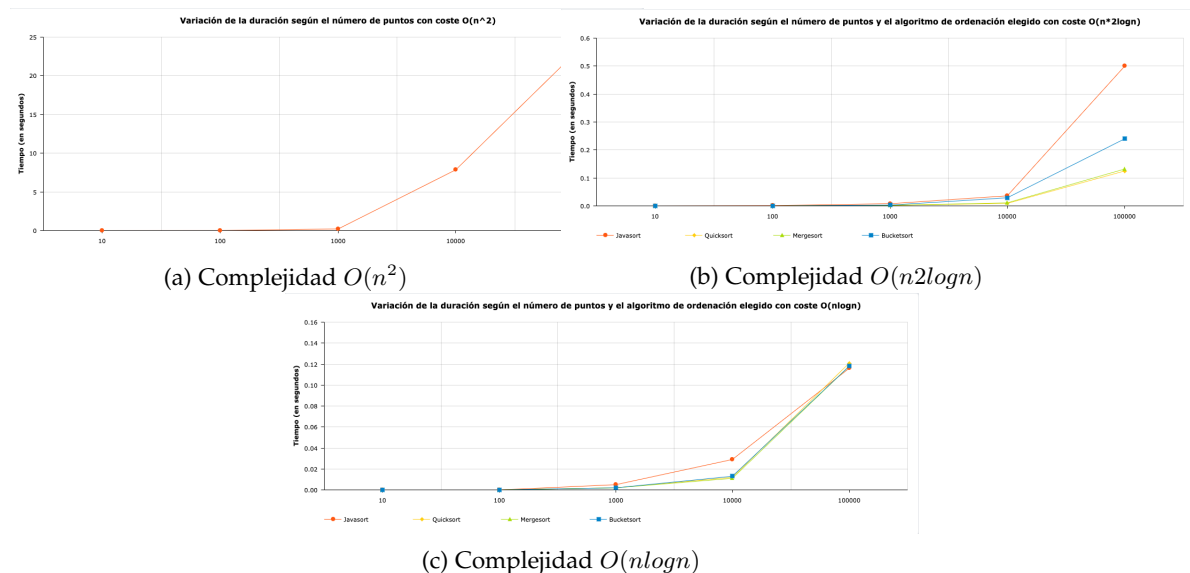 Variación de la duración según el número de puntos con coste O(n^2)
Tiempo (en segundos)
25
20
15
10
5
0
10 100 1000 10000
(a) Complejidad O(n²)
Variación de la duración según el número de puntos y el algoritmo de ordenación elegido con coste O(n*2logn)
Tiempo (en segundos)
0.6
0.5
0.4
0.3
0.2
0.1
0.0
10 100 1000 10000 100000
Javasort Quicksort Mergesort Bucketsort
(b) Complejidad O(n2logn)
Variación de la duración según el número de puntos y el algoritmo de ordenación elegido con coste O(nlogn)
Tiempo (en segundos)
0.16
0.14
0.12
0.10
0.08
0.06
0.04
0.02
0.00
10 100 1000 10000 100000
Javasort Quicksort Mergesort Bucketsort
(c) Complejidad O(nlogn)